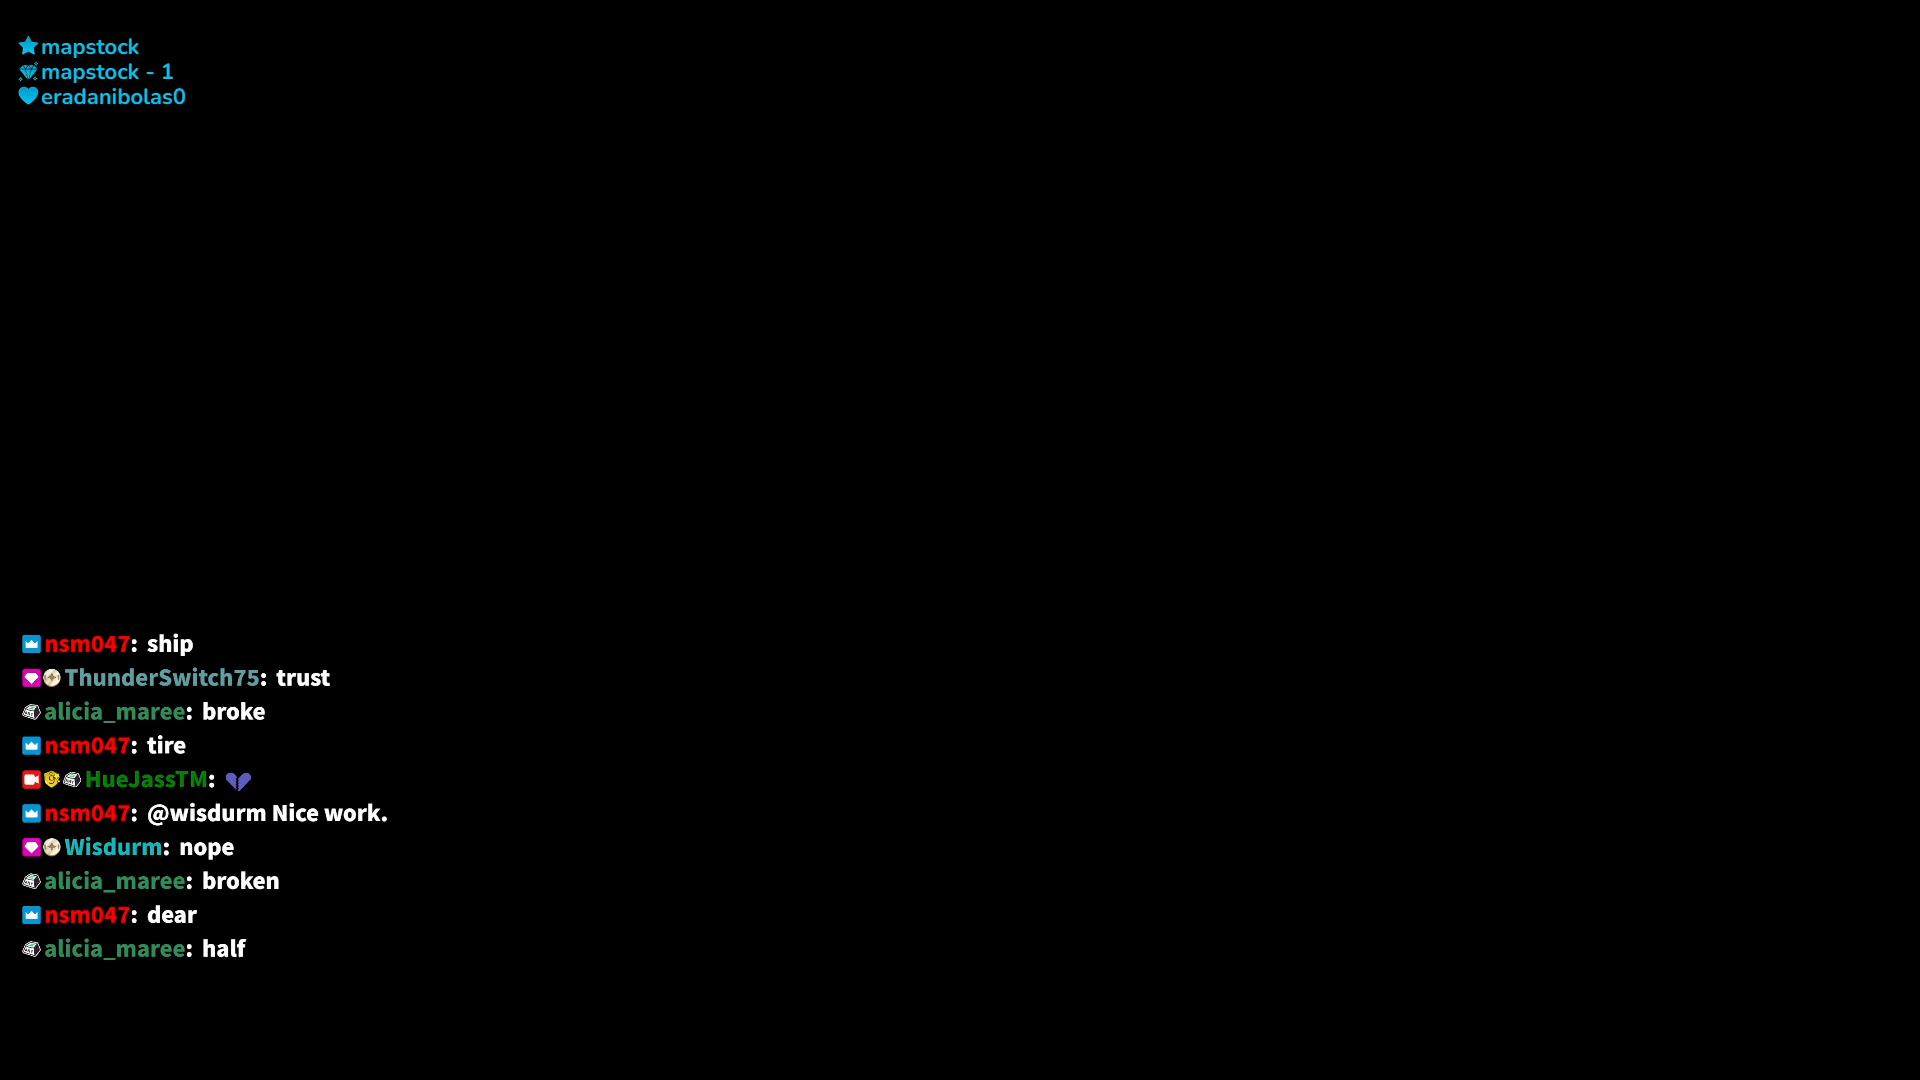 mapstock
mapstock - 1
eradanibolas0
nsm047: ship
ThunderSwitch75: trust
alicia_maree: broke
nsm047: tire
HueJassTM:
nsm047: @wisdurm Nice work.
Wisdurm: nope
alicia_maree: broken
nsm047: dear
alicia_maree: half